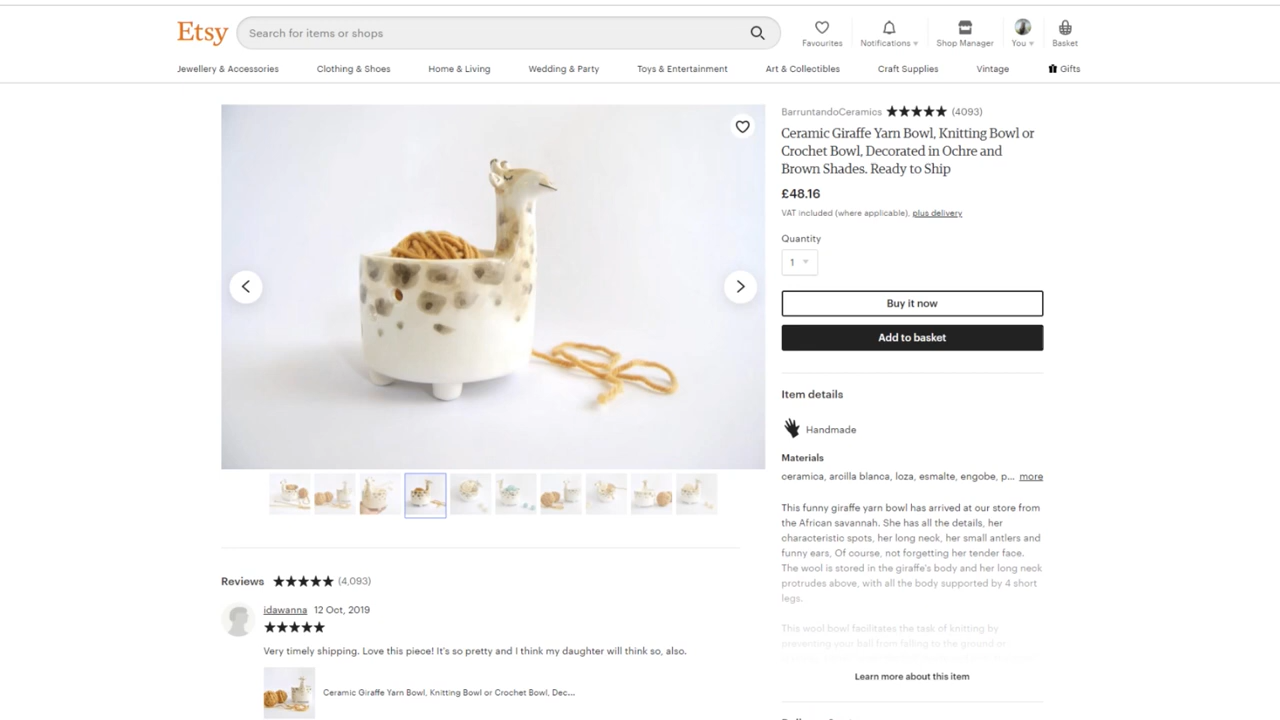 Etsy
Search for items or shops
Favourites
Notifications
Shop Manager
You
Basket
Jewellery & Accessories
Clothing & Shoes
Home & Living
Wedding & Party
Toys & Entertainment
Art & Collectibles
Craft Supplies
Vintage
Gifts
BarruntandoCeramics ★★★★★ (4093)
Ceramic Giraffe Yarn Bowl, Knitting Bowl or
Crochet Bowl, Decorated in Ochre and
Brown Shades. Ready to Ship
£48.16
VAT included (where applicable), plus delivery
Quantity
1
Buy it now
Add to basket
Item details
Handmade
Materials
ceramica, arcilla blanca, loza, esmalte, engobe, p... more
This funny giraffe yarn bowl has arrived at our store from
the African savannah. She has all the details, her
characteristic spots, her long neck, her small antlers and
funny ears, Of course, not forgetting her tender face.
The wool is stored in the giraffe's body and her long neck
protrudes above, with all the body supported by 4 short
legs.
This wool bowl facilitates the task of knitting by
preventing your ball from falling to the ground or
Learn more about this item
Reviews ★★★★★ (4,093)
idawanna 12 Oct, 2019
★★★★★
Very timely shipping. Love this piece! It's so pretty and I think my daughter will think so, also.
Ceramic Giraffe Yarn Bowl, Knitting Bowl or Crochet Bowl, Dec...